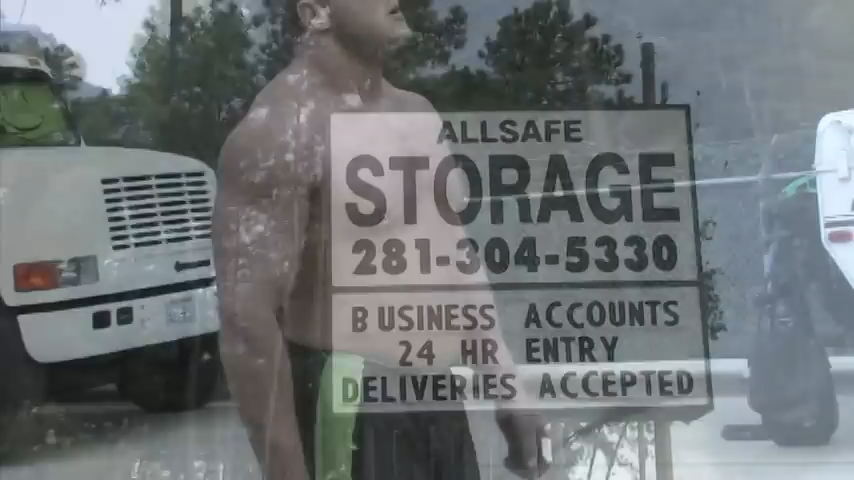 ALLSAFE
STORAGE
281-304-5330
BUSINESS ACCOUNTS
24 HR ENTRY
DELIVERIES ACCEPTED